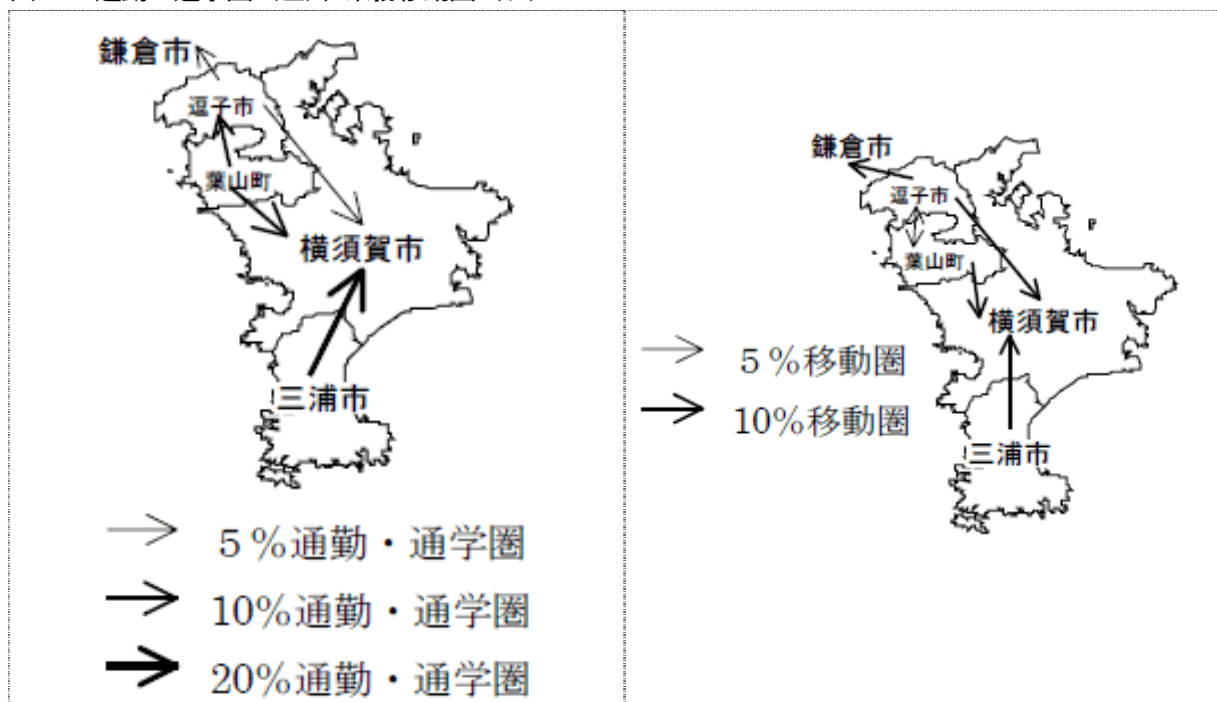 鎌倉市
逗子市
葉山町
横須賀市
三浦市
5%通勤・通学圏
10%通勤・通学圏
20%通勤・通学圏
鎌倉市
逗子市
葉山町
横須賀市
5%移動圏
10%移動圏
三浦市